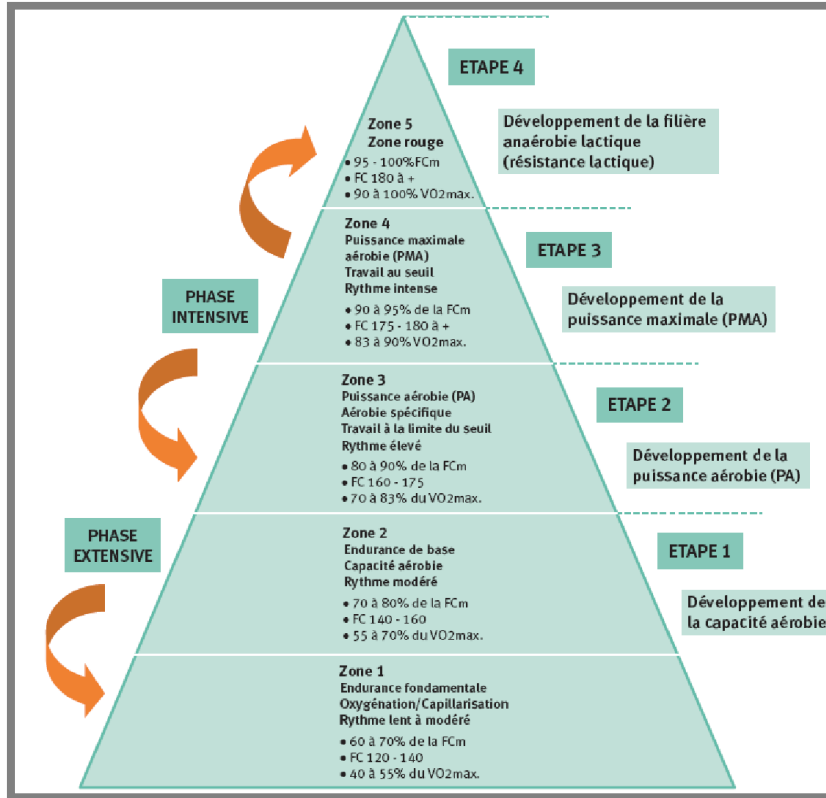 ETAPE 4
Développement de la filière
anaérobie lactique
(résistance lactique)
Zone 5
Zone rouge
• 95 - 100%FCm
• FC 180 à +
• 90 à 100% VO2max.
Zone 4
Puissance maximale
aérobie (PMA)
Travail au seuil
Rythme intense
• 90 à 95% de la FCm
• FC 175 - 180 à +
• 83 à 90% VO2max.
ETAPE 3
Développement de la
puissance maximale (PMA)
PHASE
INTENSIVE
Zone 3
Puissance aérobie (PA)
Aérobie spécifique
Travail à la limite du seuil
Rythme élevé
• 80 à 90% de la FCm
• FC 160 - 175
• 70 à 83% du VO2max.
ETAPE 2
Développement de la
puissance aérobie (PA)
PHASE
EXTENSIVE
Zone 2
Endurance de base
Capacité aérobie
Rythme modéré
• 70 à 80% de la FCm
• FC 140 - 160
• 55 à 70% du VO2max.
ETAPE 1
Développement de
la capacité aérobie
Zone 1
Endurance fondamentale
Oxygénation/Capillarisation
Rythme lent à modéré
• 60 à 70% de la FCm
• FC 120 - 140
• 40 à 55% du VO2max.